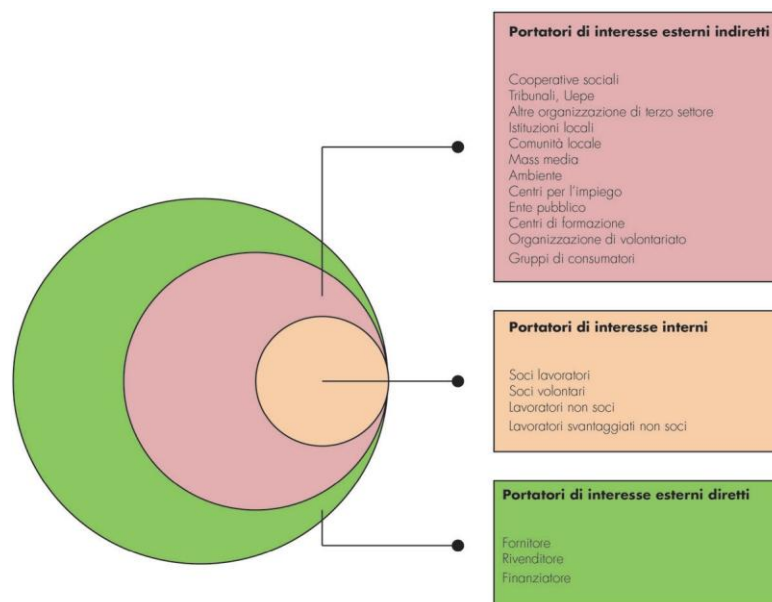 Portatori di interesse esterni indiretti
Cooperative sociali
Tribunali, Uepe
Altre organizzazione di terzo settore
Istituzioni locali
Comunità locale
Mass media
Ambiente
Centri per l'impiego
Ente pubblico
Centri di formazione
Organizzazione di volontariato
Gruppi di consumatori
Portatori di interesse interni
Soci lavoratori
Soci volontari
Lavoratori non soci
Lavoratori svantaggiati non soci
Portatori di interesse esterni diretti
Fornitore
Rivenditore
Finanziatore